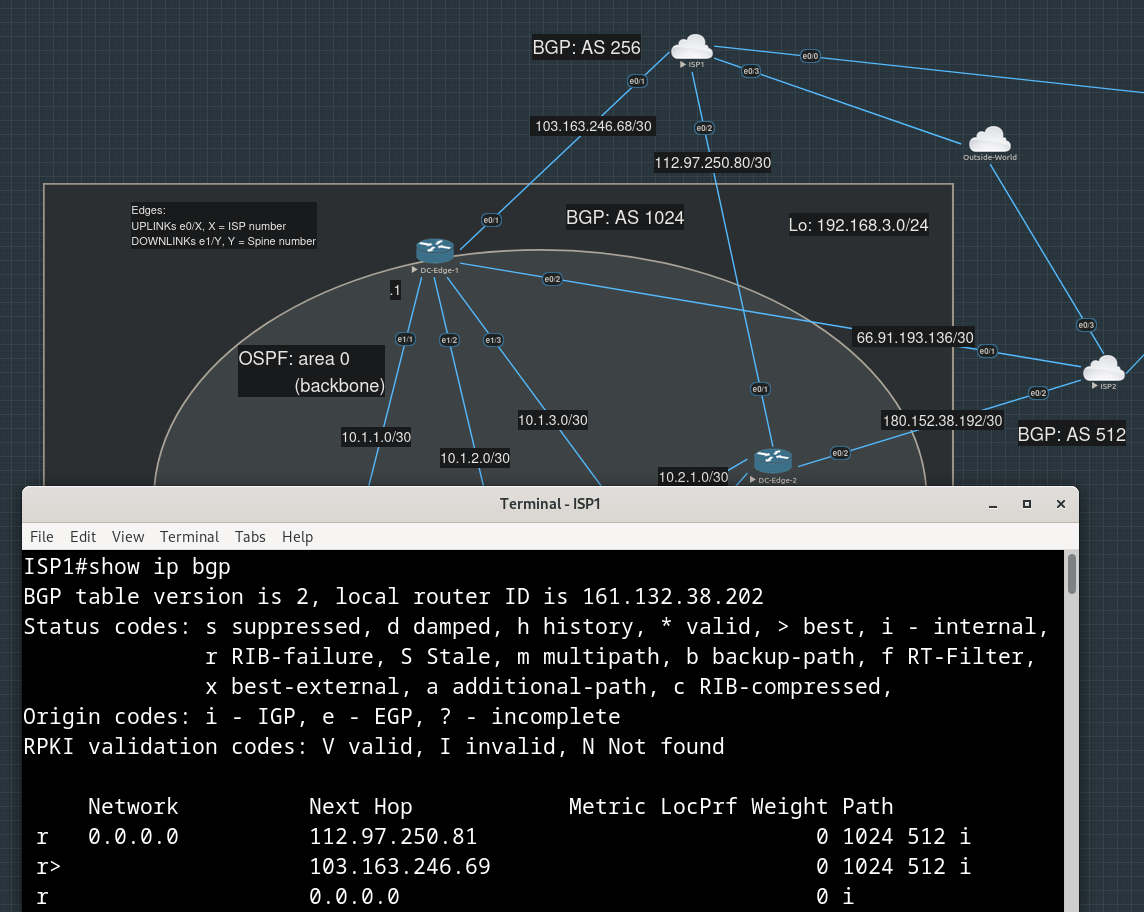 BGP: AS 256
ISP1
e0/0
e0/3
e0/1
103.163.246.68/30
e0/2
112.97.250.80/30
Outside-World
Edges:
UPLINKs e0/X, X = ISP number
DOWNLINKs e1/Y, Y = Spine number
BGP: AS 1024
Lo: 192.168.3.0/24
e0/1
DC-Edge-1
e0/2
.1
e1/1
e1/2
e1/3
66.91.193.136/30
e0/3
e0/1
ISP2
OSPF: area 0
(backbone)
e0/1
e0/2
10.1.1.0/30
10.1.2.0/30
10.1.3.0/30
180.152.38.192/30
BGP: AS 512
e0/2
10.2.1.0/30
DC-Edge-2
Terminal - ISP1
File Edit View Terminal Tabs Help
ISP1#show ip bgp
BGP table version is 2, local router ID is 161.132.38.202
Status codes: s suppressed, d damped, h history, * valid, > best, i - internal,
r RIB-failure, S Stale, m multipath, b backup-path, f RT-Filter,
x best-external, a additional-path, c RIB-compressed,
Origin codes: i - IGP, e - EGP, ? - incomplete
RPKI validation codes: V valid, I invalid, N Not found
Network Next Hop Metric LocPrf Weight Path
r 0.0.0.0 112.97.250.81 0 1024 512 i
r> 103.163.246.69 0 1024 512 i
r 0.0.0.0 0 i